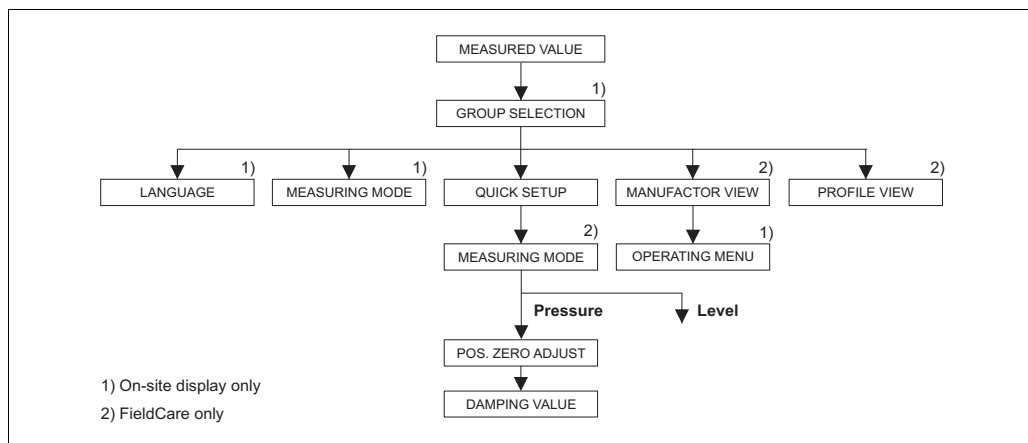 MEASURED VALUE
1)
GROUP SELECTION
1)
1)
2)
2)
LANGUAGE
MEASURING MODE
QUICK SETUP
MANUFACTOR VIEW
PROFILE VIEW
2)
1)
MEASURING MODE
OPERATING MENU
Pressure
Level
POS. ZERO ADJUST
1) On-site display only
DAMPING VALUE
2) FieldCare only